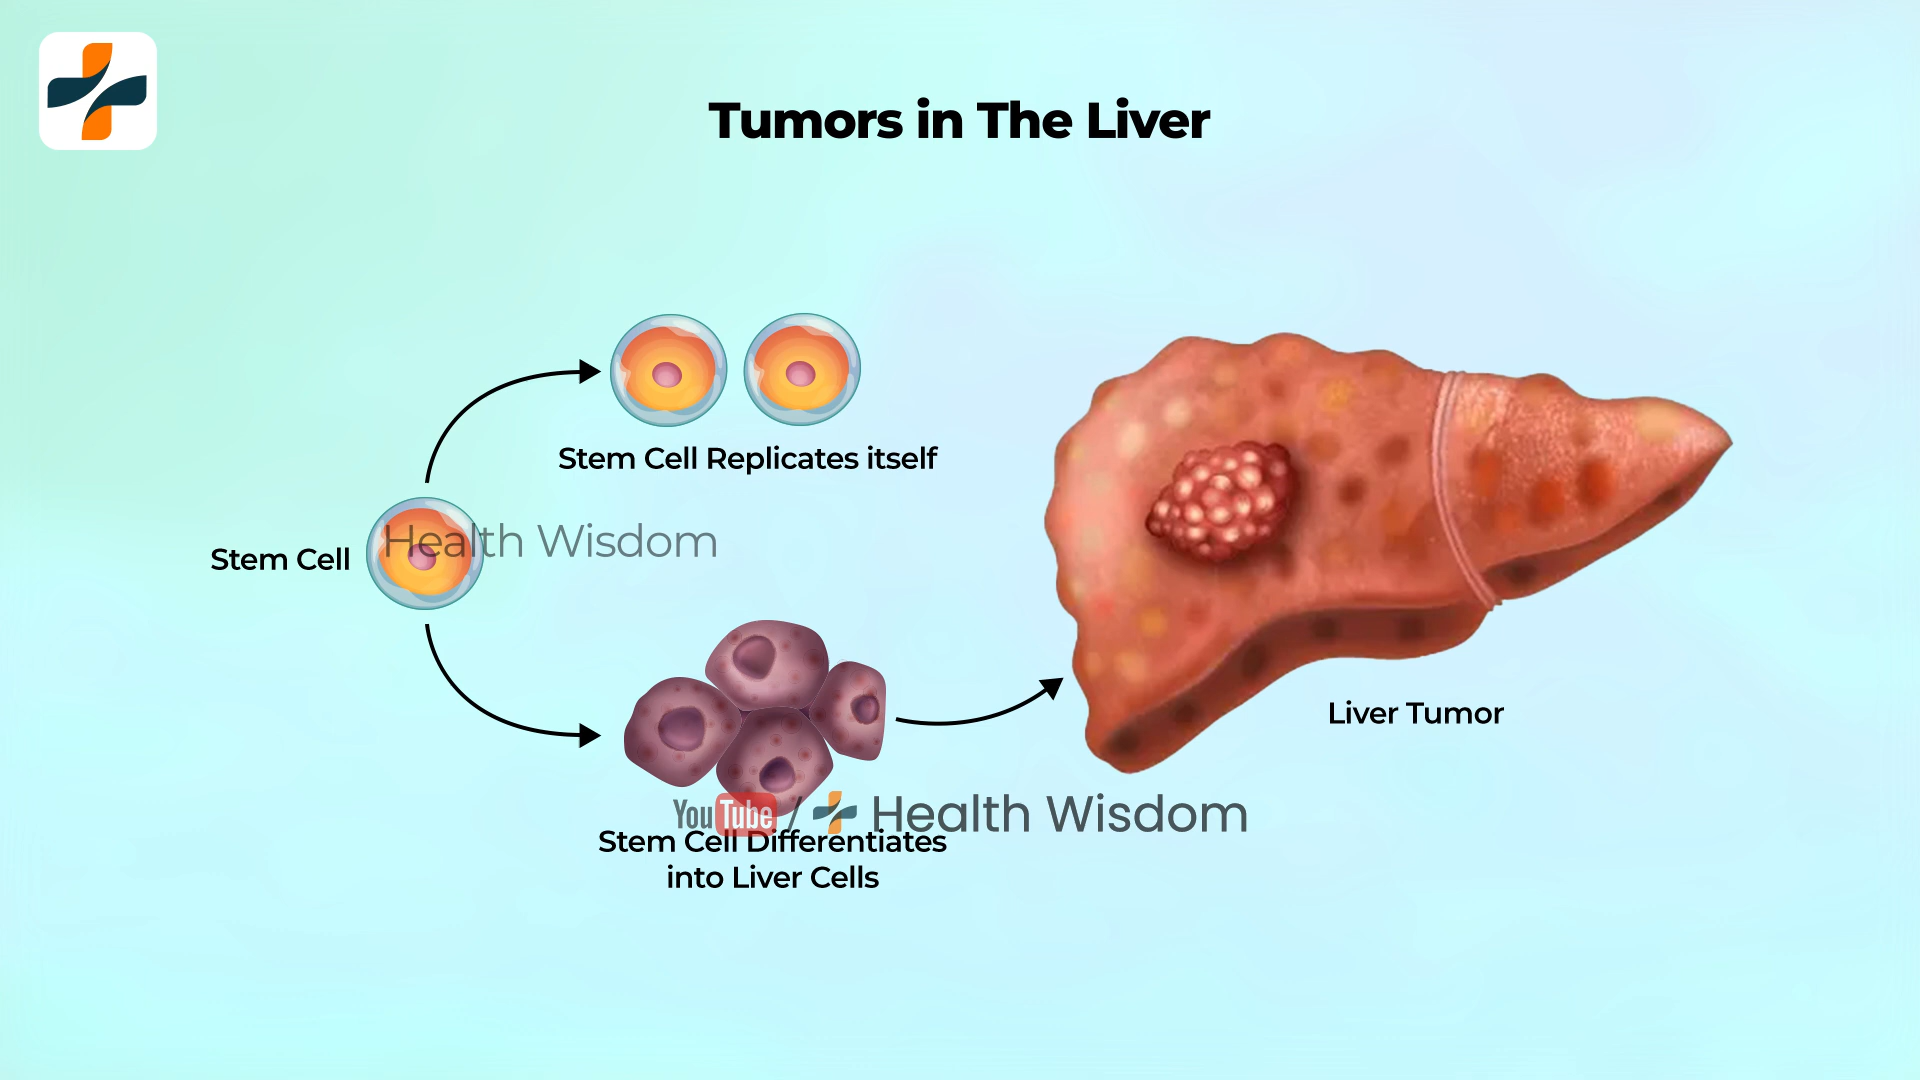 Tumors in The Liver
Stem Cell Replicates itself
Health Wisdom
Stem Cell
Liver Tumor
YouTube / Health Wisdom
Stem Cell Differentiates
into Liver Cells